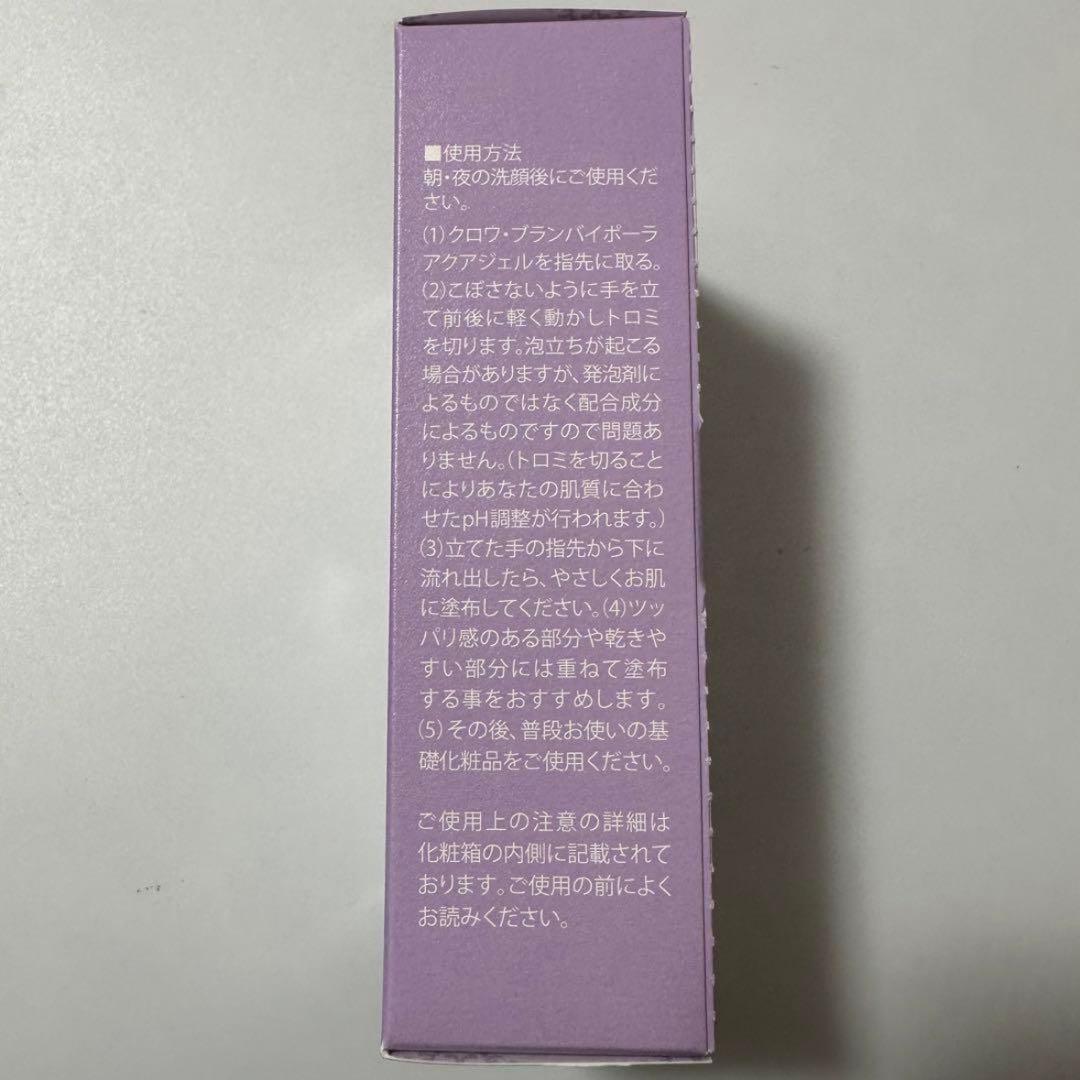 ■使用方法
朝・夜の洗顔後にご使用くだ
さい。
(1)クロワ・ブランバイポーラ
アクアジェルを指先に取る。
(2)こぼさないように手を立
て前後に軽く動かしトロミ
を切ります。泡立ちが起こる
場合がありますが、発泡剤に
よるものではなく配合成分
によるものですので問題あ
りません。(トロミを切ること
によりあなたの肌質に合わ
せたpH調整が行われます。)
(3)立てた手の指先から下に
流れ出したら、やさしくお肌
に塗布してください。(4)ツッ
パリ感のある部分や乾きや
すい部分には重ねて塗布
する事をおすすめします。
(5)その後、普段お使いの基
礎化粧品をご使用ください。
ご使用上の注意の詳細は
化粧箱の内側に記載されて
おります。ご使用の前によく
お読みください。